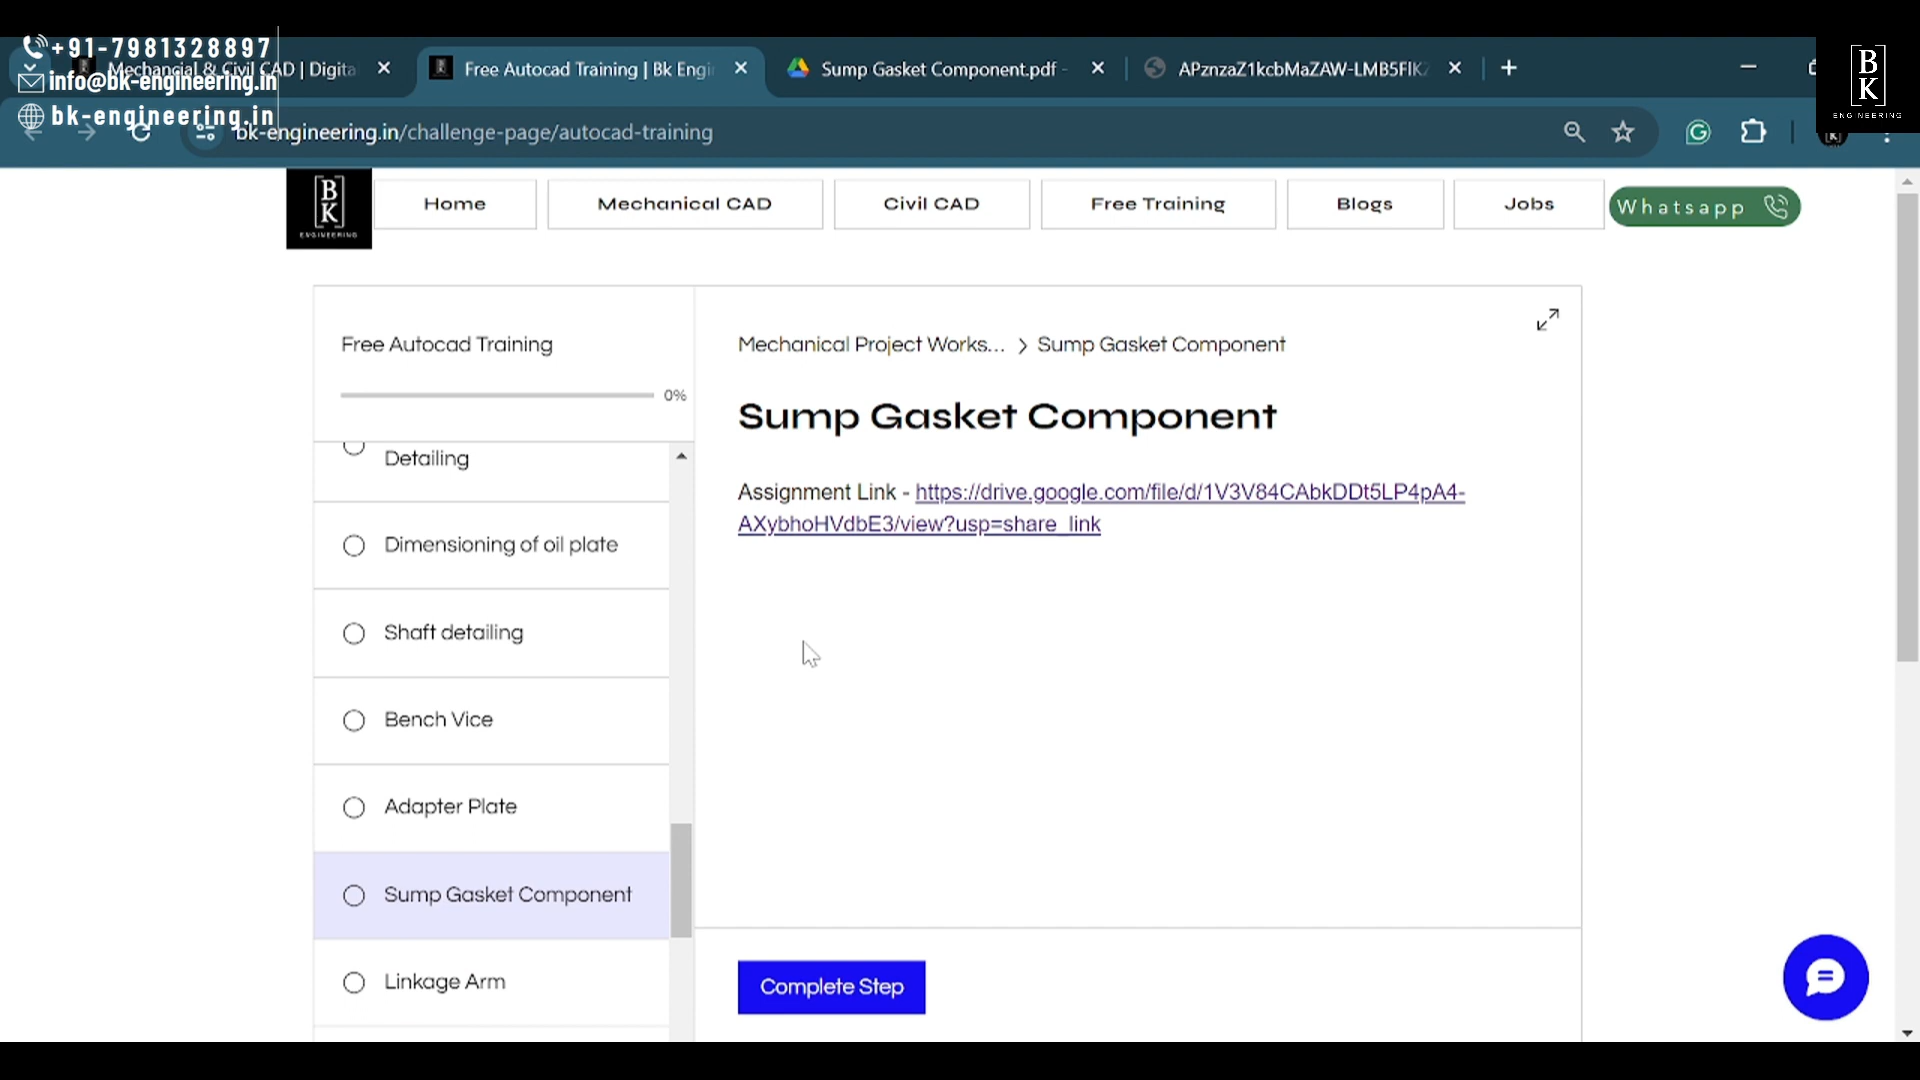 +91-7981328897
info@bk-engineering.in
bk-engineering.in
Mechancial & Civil CAD | Digita
Free Autocad Training | Bk Engi
Sump Gasket Component.pdf -
APznzaZ1kcbMaZAW-LMB5FIK
B
K
ENGINEERING
bk-engineering.in/challenge-page/autocad-training
B
K
ENGINEERING
Home
Mechanical CAD
Civil CAD
Free Training
Blogs
Jobs
Whatsapp
Free Autocad Training
0%
Detailing
Dimensioning of oil plate
Shaft detailing
Bench Vice
Adapter Plate
Sump Gasket Component
Linkage Arm
Mechanical Project Works... > Sump Gasket Component
Sump Gasket Component
Assignment Link - https://drive.google.com/file/d/1V3V84CAbkDDt5LP4pA4-
AXybhoHVdbE3/view?usp=share_link
Complete Step